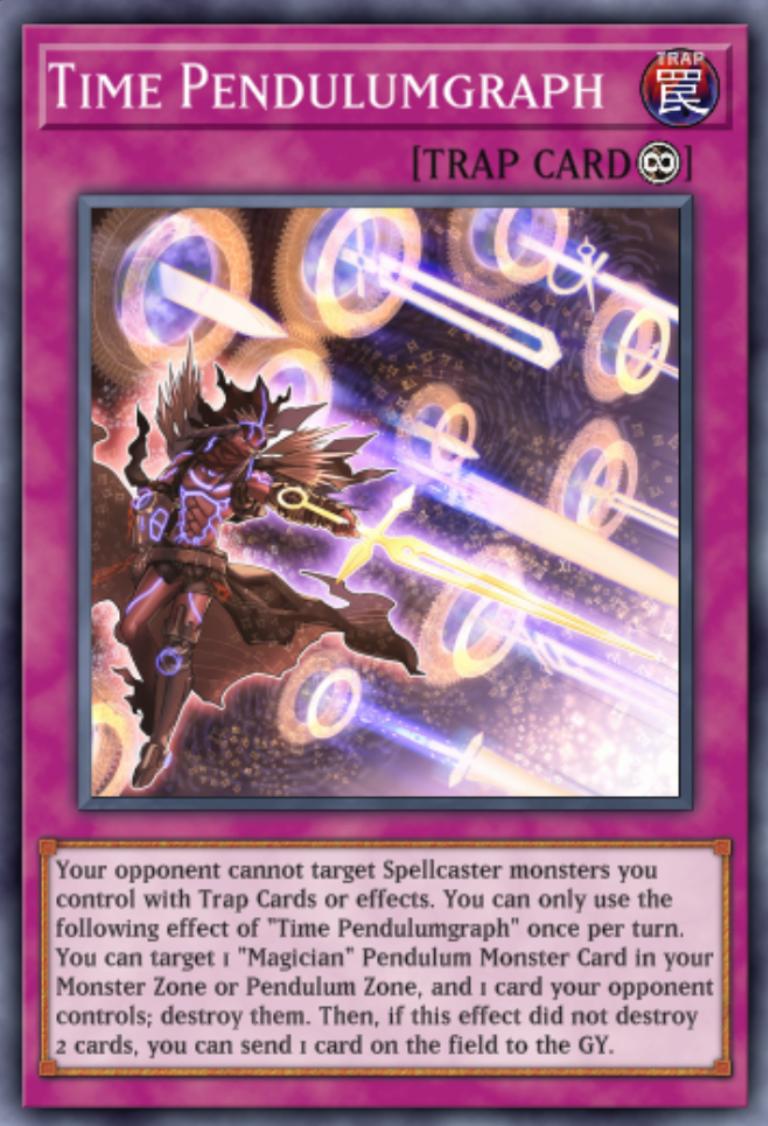 TIME PENDULUMGRAPH
TRAP
罠
[TRAP CARD♾]
Your opponent cannot target Spellcaster monsters you
control with Trap Cards or effects. You can only use the
following effect of "Time Pendulumgraph" once per turn.
You can target 1 "Magician" Pendulum Monster Card in your
Monster Zone or Pendulum Zone, and 1 card your opponent
controls; destroy them. Then, if this effect did not destroy
2 cards, you can send 1 card on the field to the GY.